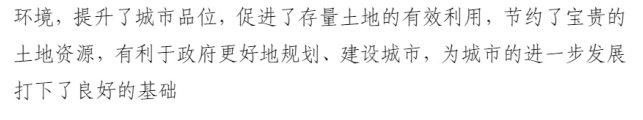 环境，提升了城市品位，促进了存量土地的有效利用，节约了宝贵的
土地资源，有利于政府更好地规划、建设城市，为城市的进一步发展
打下了良好的基础